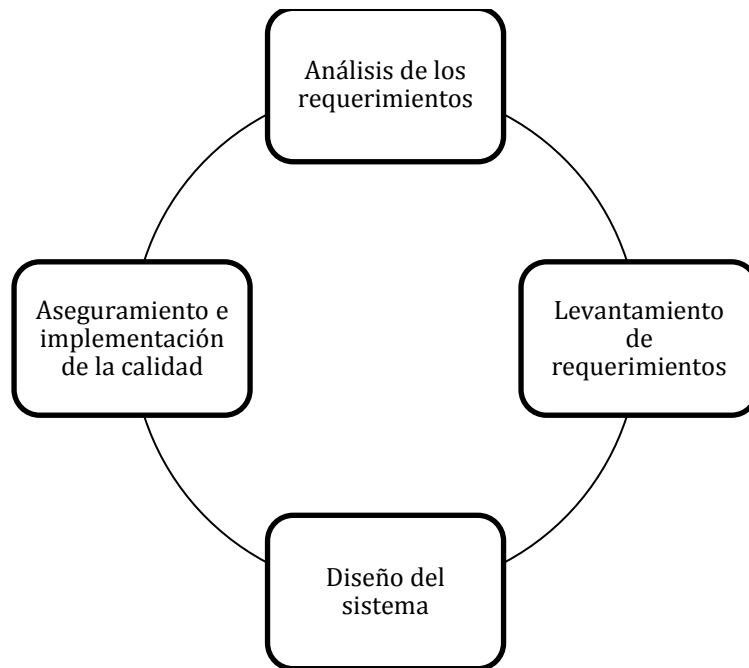 Análisis de los
requerimientos
Levantamiento
de
requerimientos
Diseño del
sistema
Aseguramiento e
implementación
de la calidad